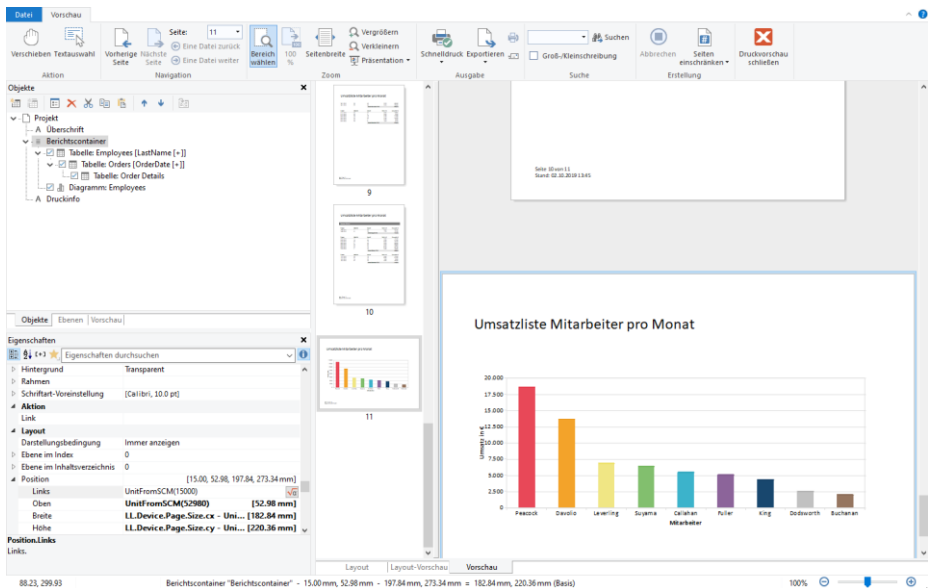 Datei Vorschau
Verschieben Textauswahl Vorherige Seite Nächste Seite Seite: 11 Eine Datei zurück Eine Datei weiter Bereich wählen 100 % Seitenbreite Vergrößern Verkleinern Präsentation Schnelldruck Exportieren Suchen Groß-/Kleinschreibung Abbrechen Seiten einschränken Druckvorschau schließen
Aktion Navigation Zoom Ausgabe Suche Erstellung
Objekte
Projekt
Überschrift
Berichtscontainer
Tabelle: Employees [LastName [+]]
Tabelle: Orders [OrderDate [+]]
Tabelle: Order Details
Diagramm: Employees
Druckinfo
Objekte Ebenen Vorschau
Eigenschaften
Eigenschaften durchsuchen
Hintergrund Transparent
Rahmen
Schriftart-Voreinstellung [Calibri, 10.0 pt]
Aktion
Link
Layout
Darstellungsbedingung Immer anzeigen
Ebene im Index 0
Ebene im Inhaltsverzeichnis 0
Position [15.00, 52.98, 197.84, 273.34 mm]
Links UnitFromSCM(15000)
Oben UnitFromSCM(52980) [52.98 mm]
Breite LL.Device.Page.Size.cx - Uni... [182.84 mm]
Höhe LL.Device.Page.Size.cy - Uni... [220.36 mm]
Position.Links
Links.
9
10
11
Seite 10 von 11
Stand: 02.10.2019 13:45
Umsatzliste Mitarbeiter pro Monat
Umsatz in €
20.000
17.500
15.000
12.500
10.000
7.500
5.000
2.500
0
Peacock Davolio Leverling Suyama Callahan Fuller King Dodsworth Buchanan
Mitarbeiter
Layout Layout-Vorschau Vorschau
88.23, 299.93 Berichtscontainer "Berichtscontainer" - 15.00 mm, 52.98 mm - 197.84 mm, 273.34 mm = 182.84 mm, 220.36 mm (Basis) 100%